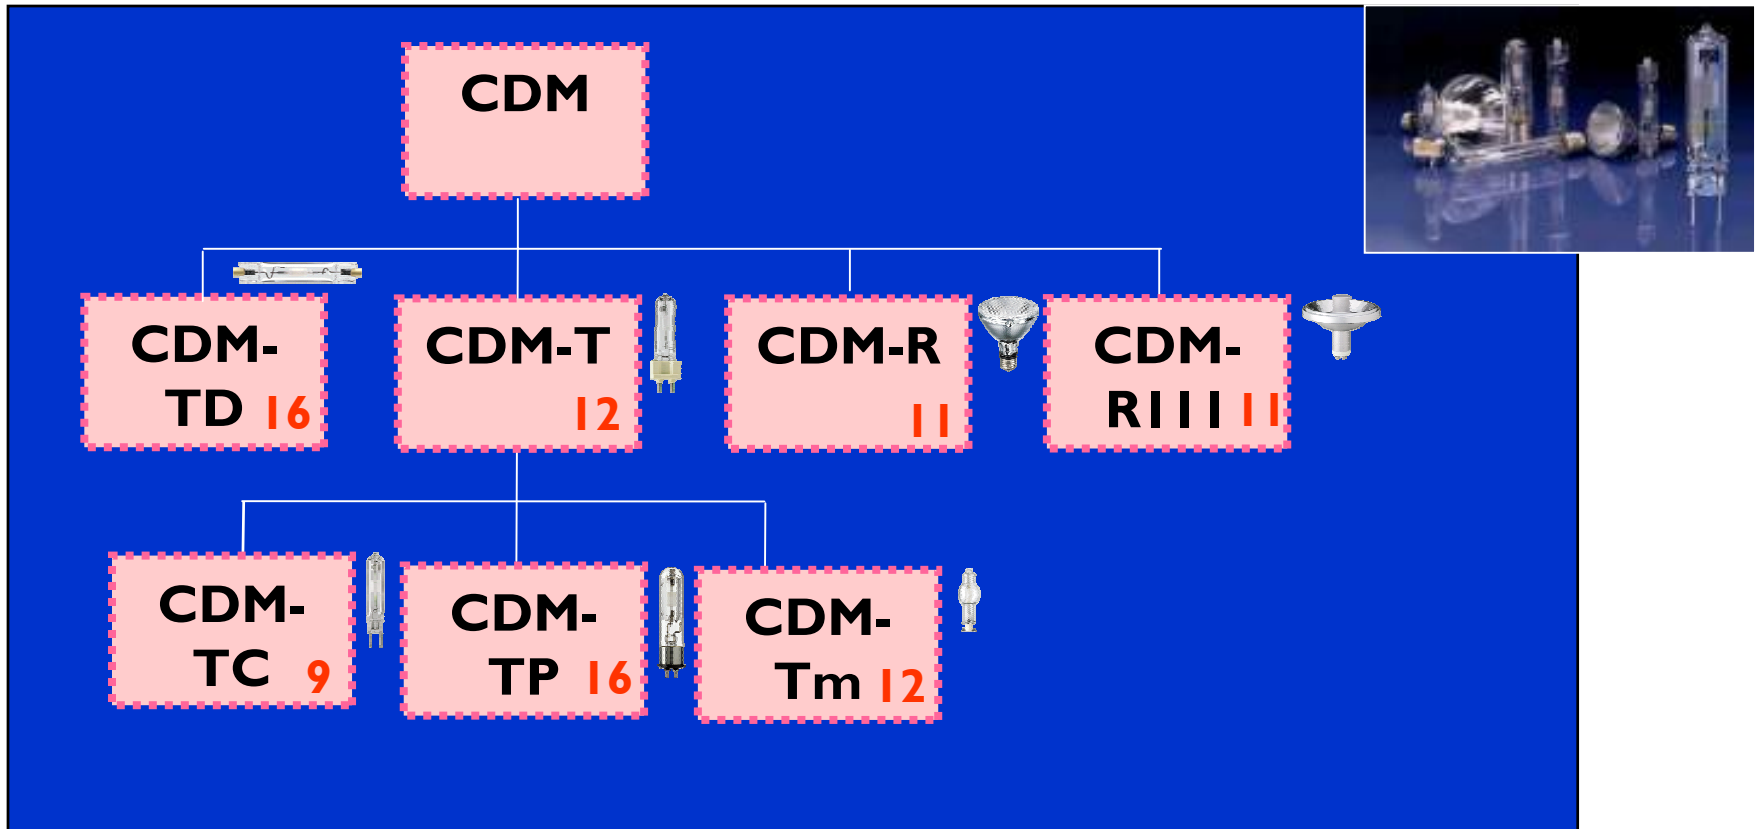 CDM
CDM-
TD 16
CDM-T
12
CDM-R
11
CDM-
R111 11
CDM-
TC 9
CDM-
TP 16
CDM-
Tm 12